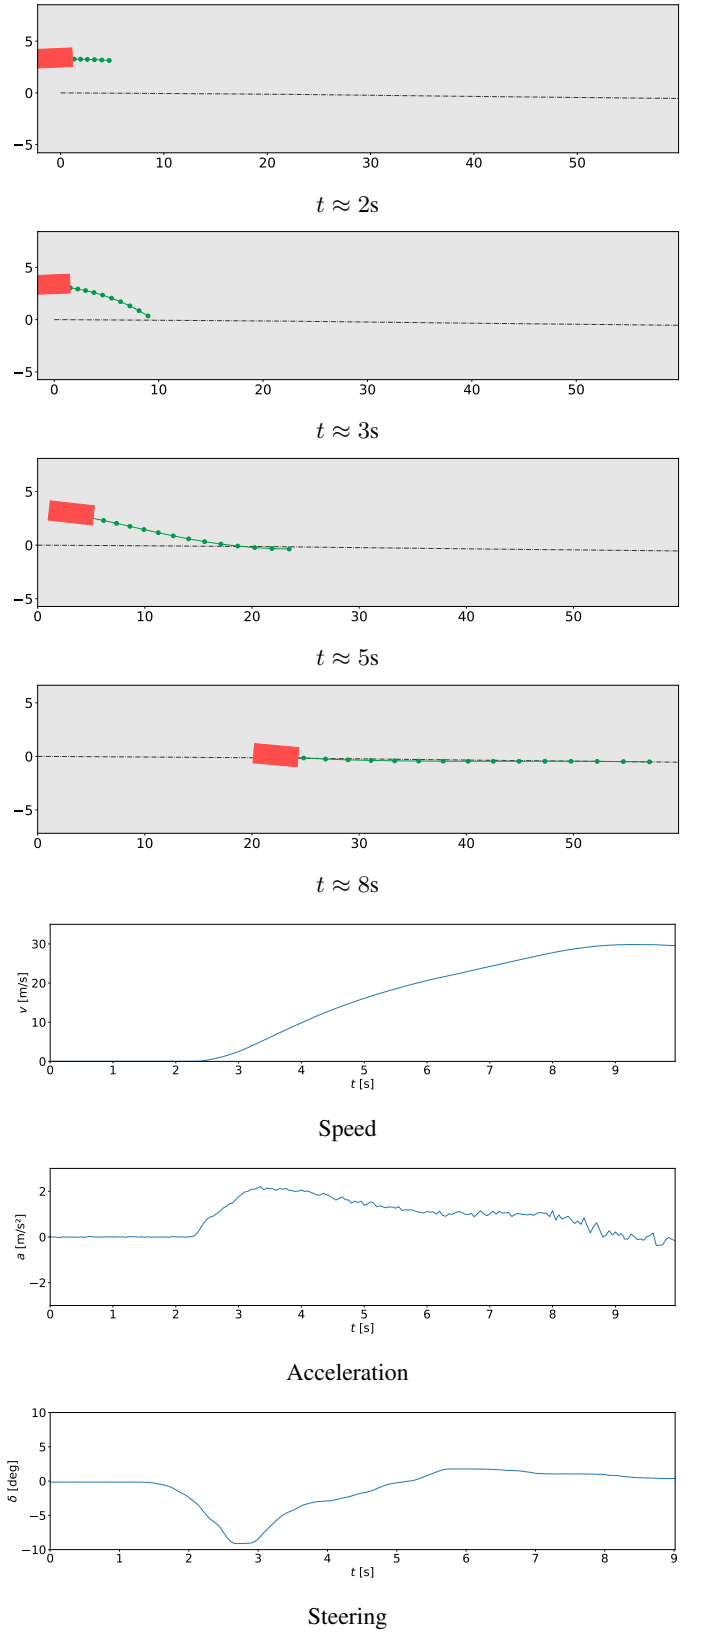 5
0
−5
0 10 20 30 40 50
t ≈ 2s
5
0
−5
0 10 20 30 40 50
t ≈ 3s
5
0
−5
0 10 20 30 40 50
t ≈ 5s
5
0
−5
0 10 20 30 40 50
t ≈ 8s
30
20
10
0
v [m/s]
0 1 2 3 4 5 6 7 8 9
t [s]
Speed
2
0
−2
a [m/s²]
0 1 2 3 4 5 6 7 8 9
t [s]
Acceleration
10
5
0
−5
−10
δ [deg]
0 1 2 3 4 5 6 7 8 9
t [s]
Steering